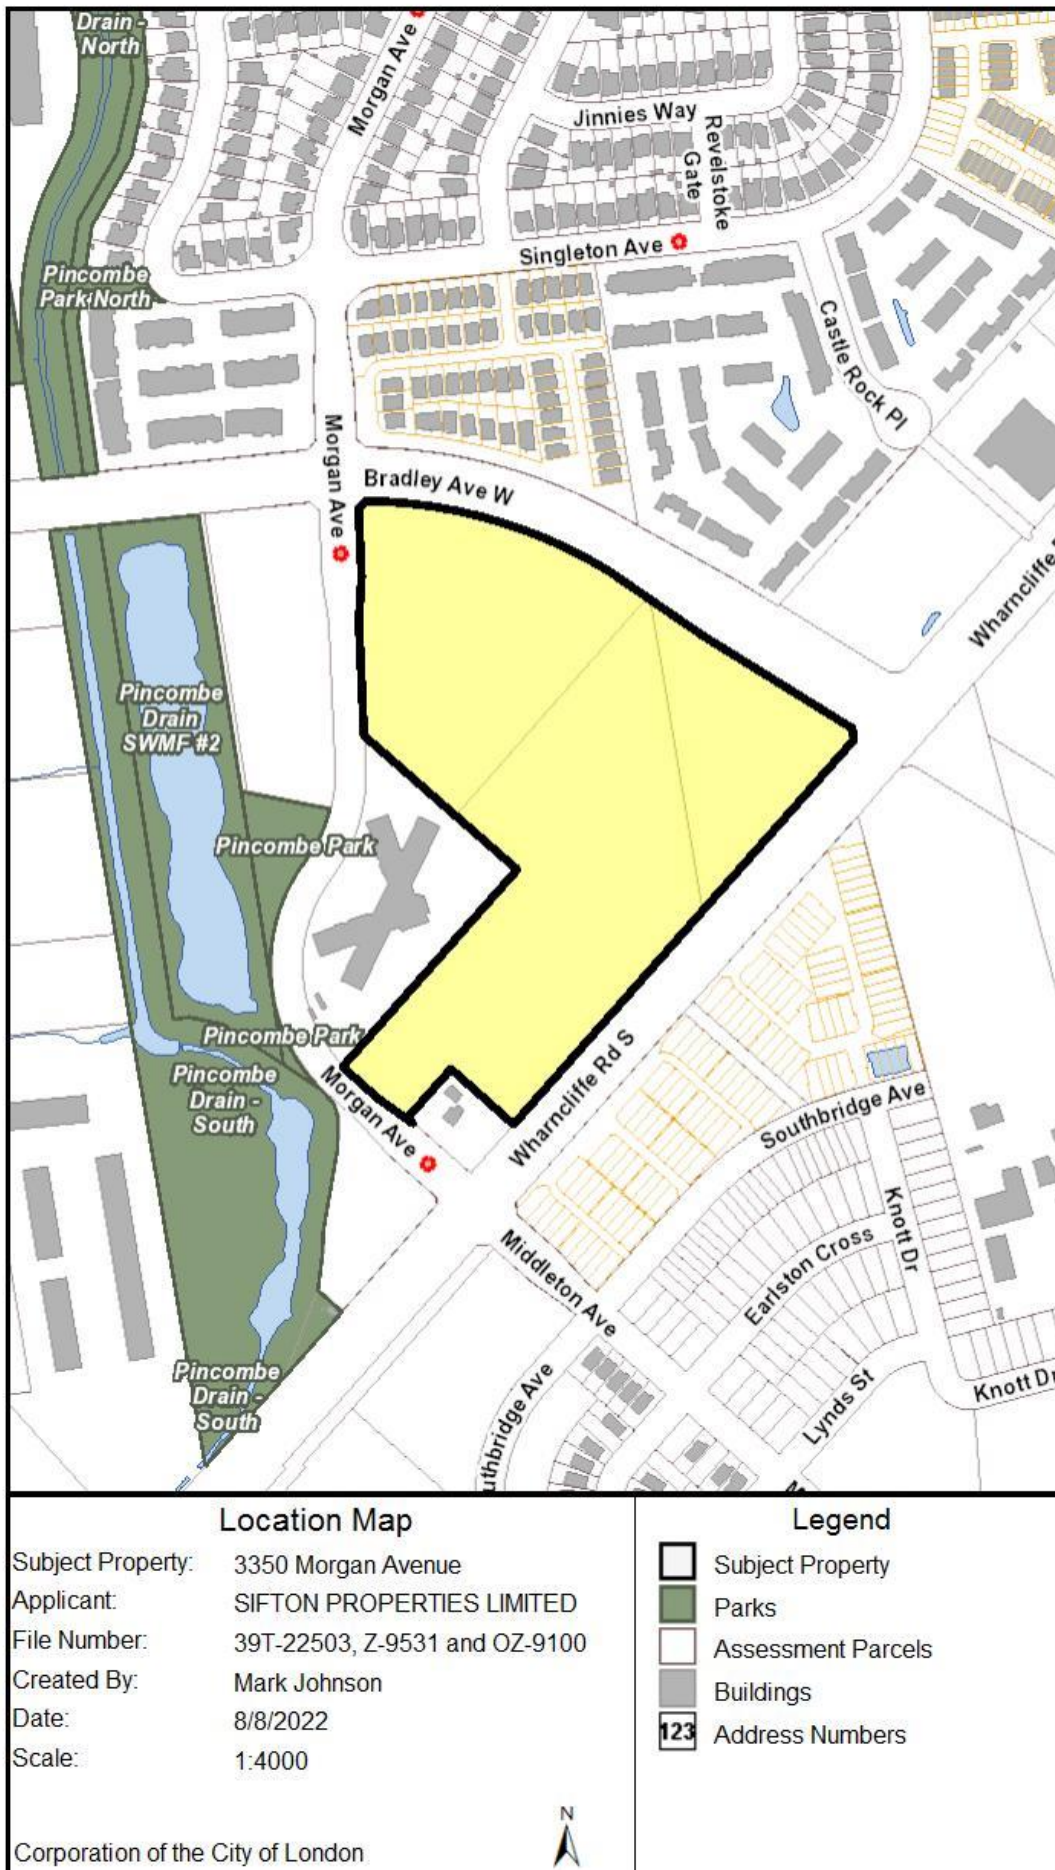 Drain -
North
Morgan Ave
Jinnies Way
Revelstoke
Gate
Singleton Ave
Pincombe
Park-North
Castle Rock Pl
Morgan Ave
Bradley Ave W
Wharncliffe
Pincombe
Drain
SWMF #2
Pincombe Park
Pincombe Park
Pincombe
Drain -
South
Morgan Ave
Wharncliffe Rd S
Southbridge Ave
Knott Dr
Earlston Cross
Middleton Ave
Lynds St
Knott Dr
uthbridge Ave
Pincombe
Drain -
South
Location Map
Subject Property: 3350 Morgan Avenue
Applicant: SIFTON PROPERTIES LIMITED
File Number: 39T-22503, Z-9531 and OZ-9100
Created By: Mark Johnson
Date: 8/8/2022
Scale: 1:4000
Corporation of the City of London
N
Legend
Subject Property
Parks
Assessment Parcels
Buildings
123 Address Numbers